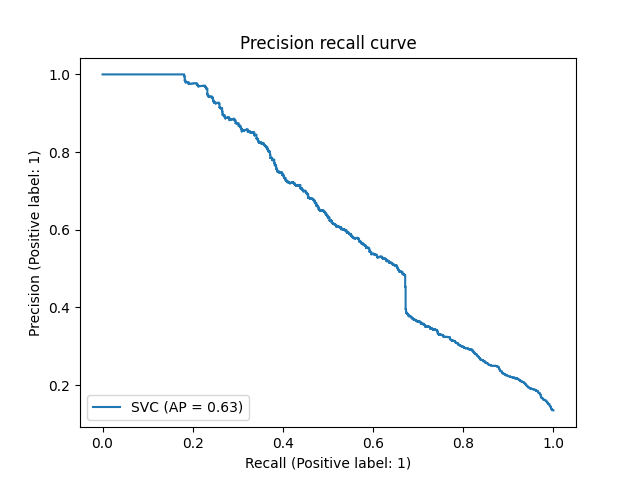 Precision recall curve
1.0
0.8
0.6
0.4
0.2
Precision (Positive label: 1)
SVC (AP = 0.63)
0.0 0.2 0.4 0.6 0.8 1.0
Recall (Positive label: 1)